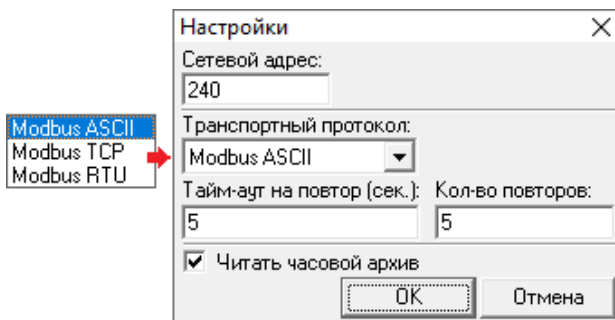 Настройки
Сетевой адрес:
240
Modbus ASCII
Modbus TCP
Modbus RTU
Транспортный протокол:
Modbus ASCII
Тайм-аут на повтор (сек.): Кол-во повторов:
5 5
Читать часовой архив
OK Отмена